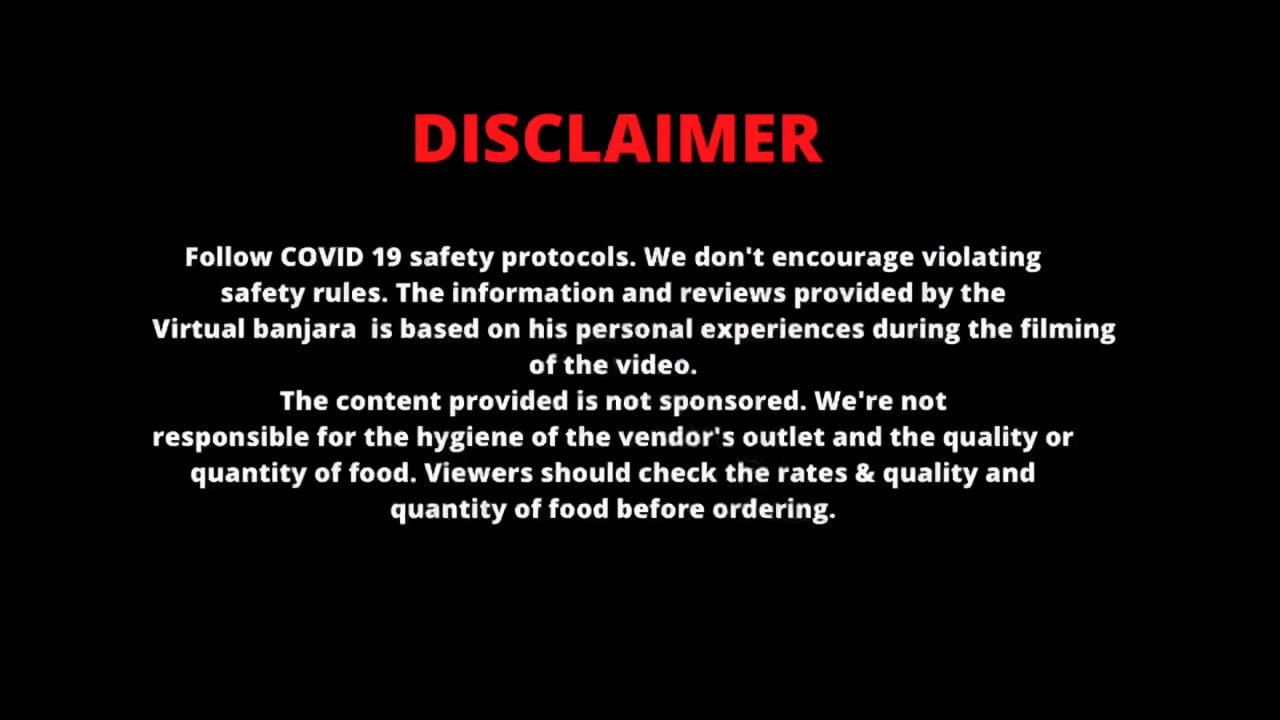 DISCLAIMER
Follow COVID 19 safety protocols. We don't encourage violating
safety rules. The information and reviews provided by the
Virtual banjara  is based on his personal experiences during the filming
of the video.
The content provided is not sponsored. We're not
responsible for the hygiene of the vendor's outlet and the quality or
quantity of food. Viewers should check the rates & quality and
quantity of food before ordering.